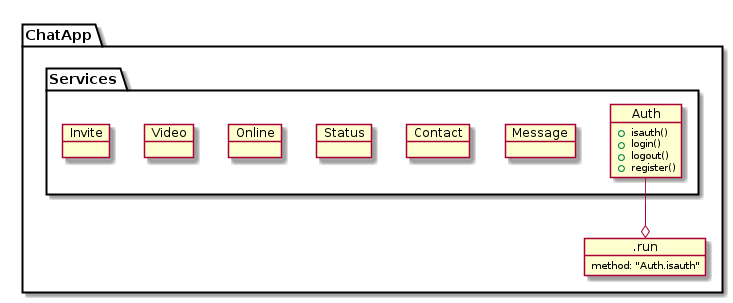 ChatApp
Services
Invite
Video
Online
Status
Contact
Message
Auth
isauth()
login()
logout()
register()
.run
method: "Auth.isauth"